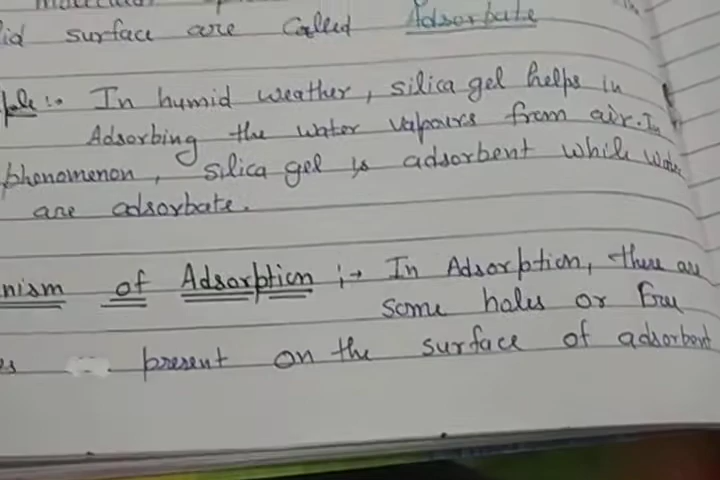 surface are Called Adsorbate
In humid weather, silica gel helps in
Adsorbing the water vapours from air. In
phenomenon, silica gel is adsorbent while
are adsorbate.
nism of Adsorption :→ In Adsorption, there are
some holes or Free
present on the surface of adsorbent